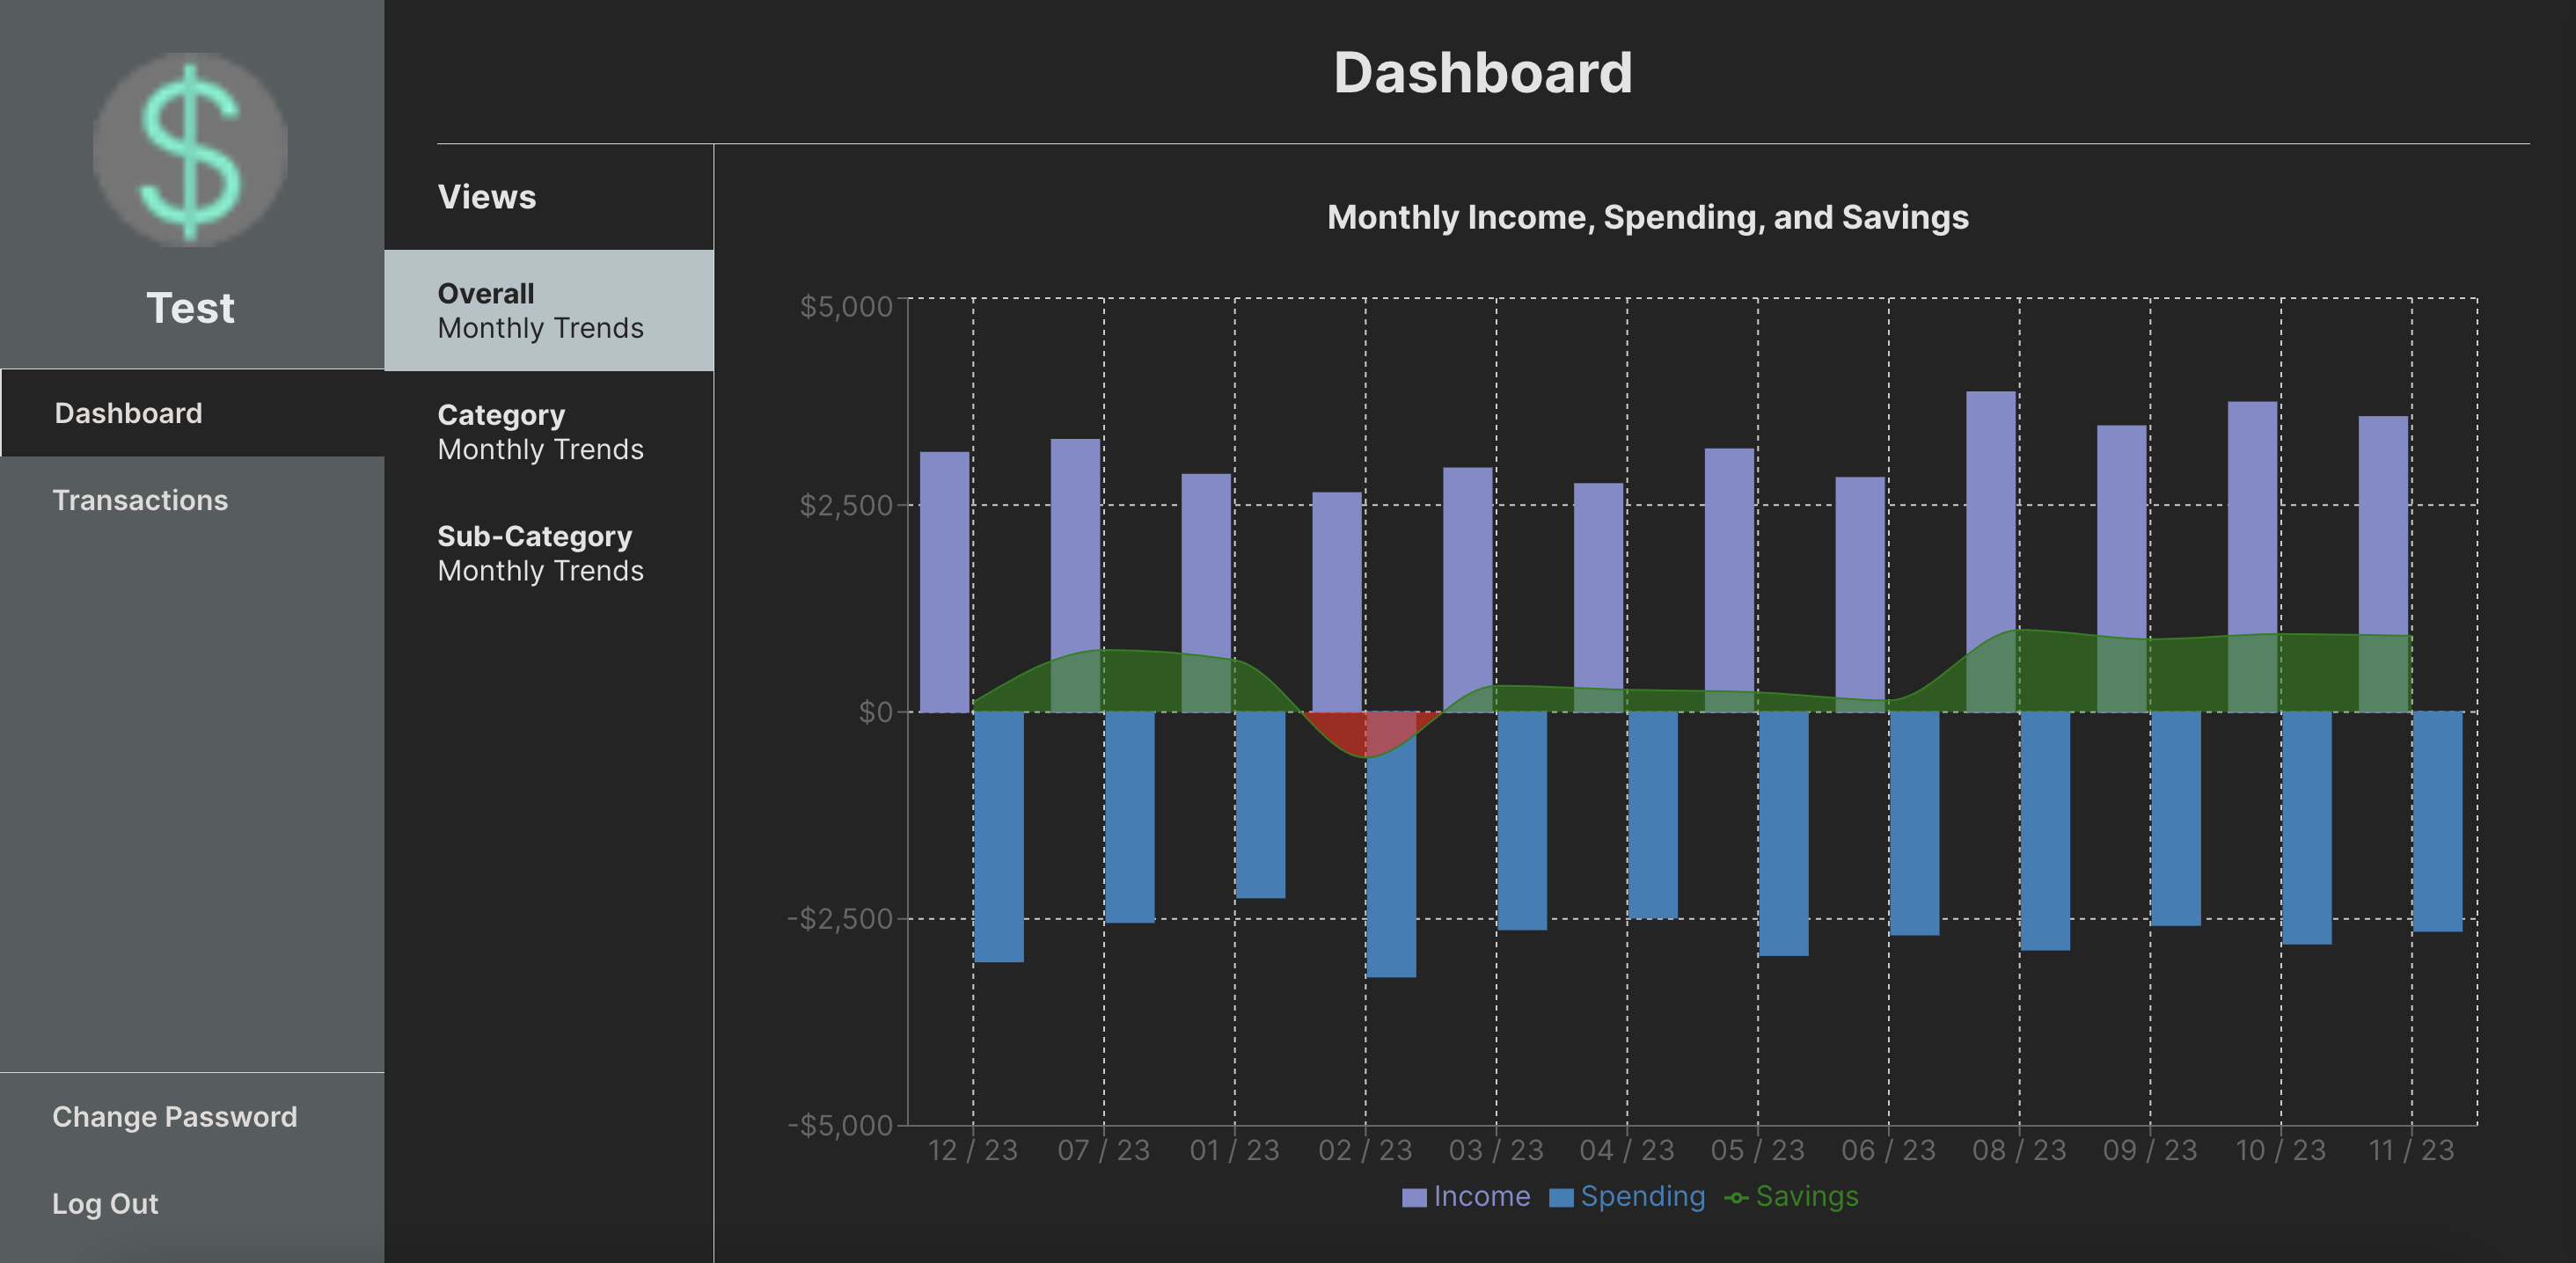 $
Test
Dashboard
Transactions
Change Password
Log Out
Dashboard
Views
Overall
Monthly Trends
Category
Monthly Trends
Sub-Category
Monthly Trends
Monthly Income, Spending, and Savings
$5,000
$2,500
$0
-$2,500
-$5,000
12 / 23 07 / 23 01 / 23 02 / 23 03 / 23 04 / 23 05 / 23 06 / 23 08 / 23 09 / 23 10 / 23 11 / 23
Income Spending Savings